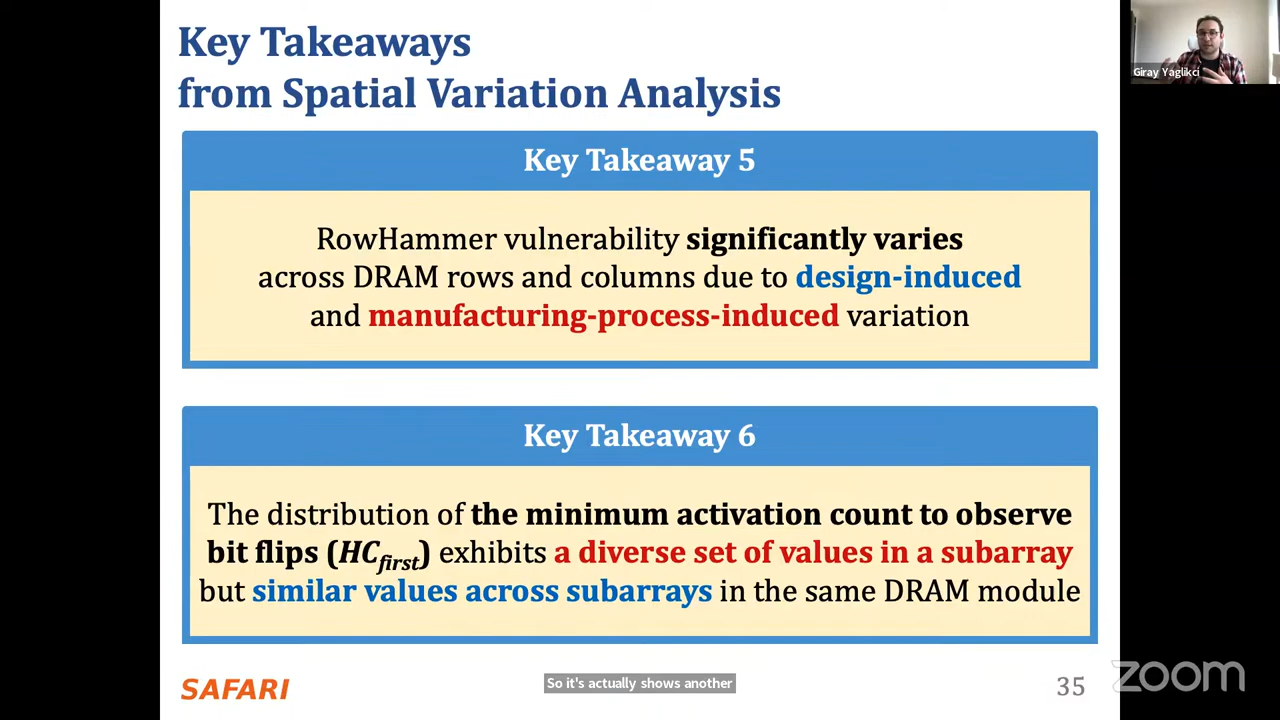 Key Takeaways
from Spatial Variation Analysis
Giray Yaglikci
Key Takeaway 5
RowHammer vulnerability significantly varies
across DRAM rows and columns due to design-induced
and manufacturing-process-induced variation
Key Takeaway 6
The distribution of the minimum activation count to observe
bit flips (HCfirst) exhibits a diverse set of values in a subarray
but similar values across subarrays in the same DRAM module
SAFARI
So it's actually shows another
35
zoom